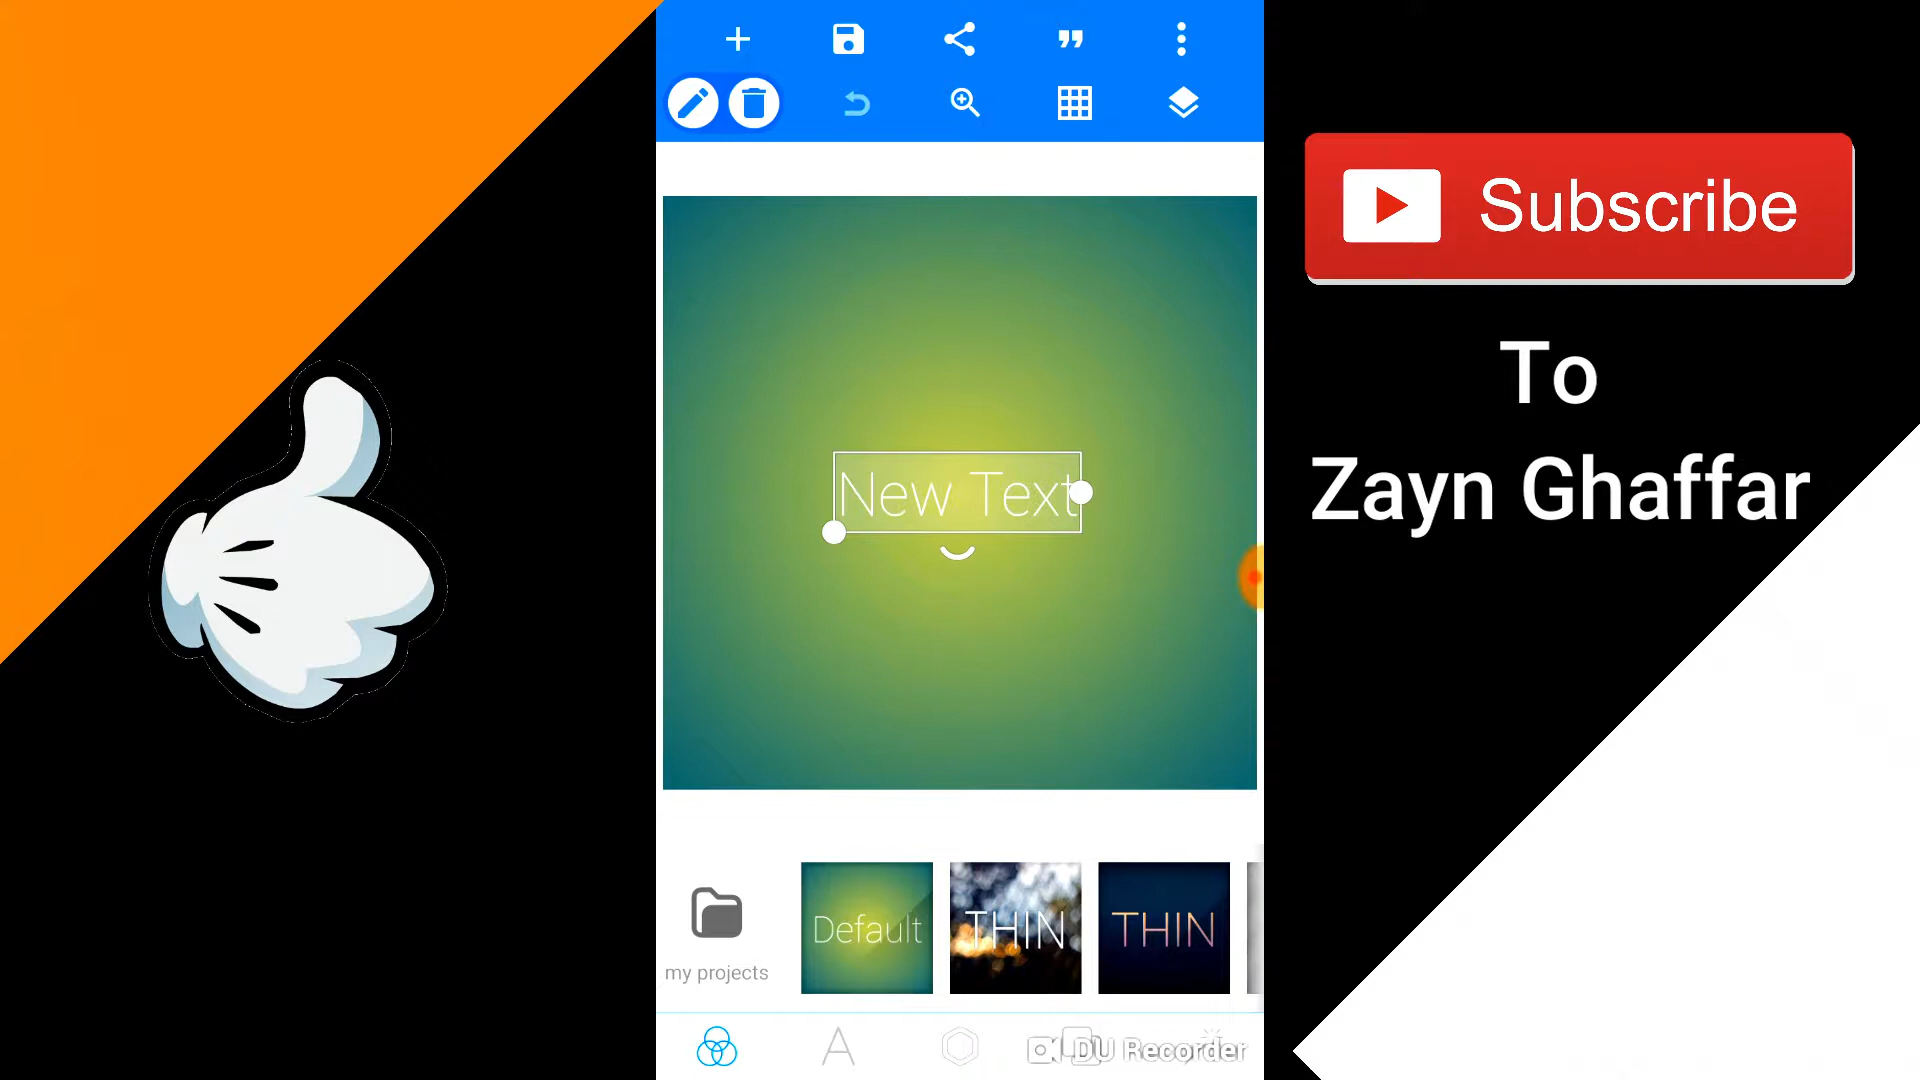 Subscribe
To
Zayn Ghaffar
New Text
Default
THIN
THIN
my projects
DU Recorder